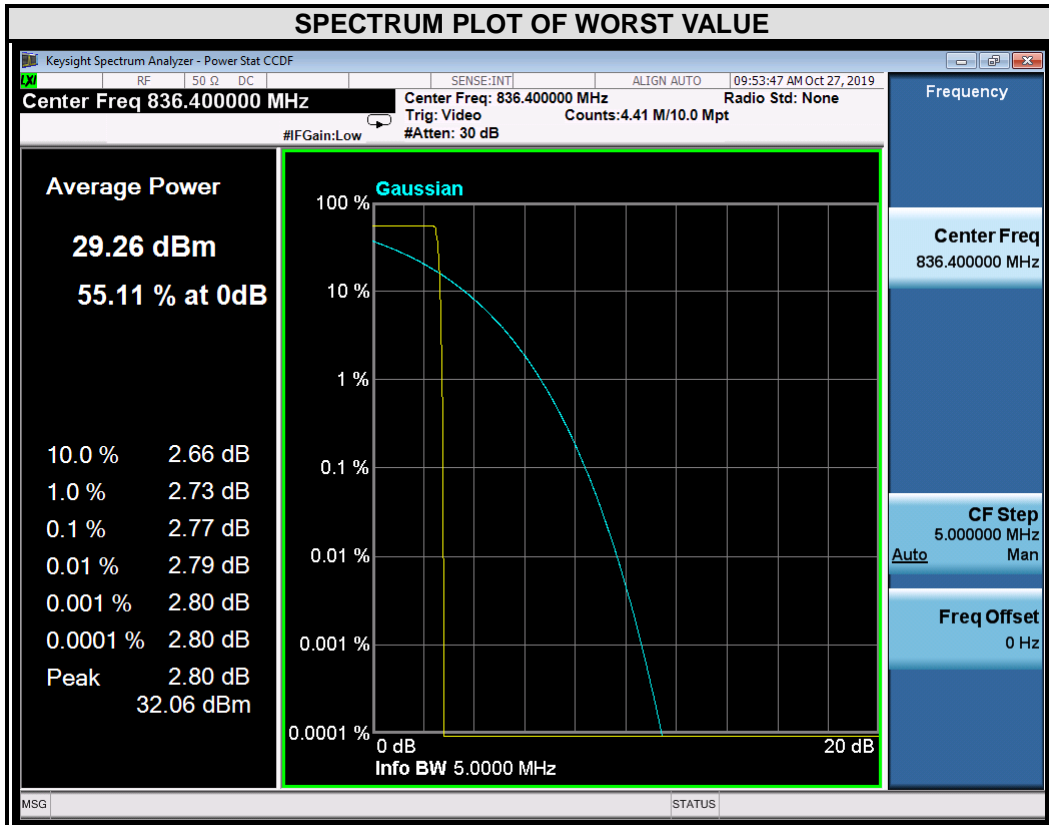 SPECTRUM PLOT OF WORST VALUE
Keysight Spectrum Analyzer - Power Stat CCDF
LXI RF 50 Ω DC SENSE:INT ALIGN AUTO 09:53:47 AM Oct 27, 2019
Center Freq 836.400000 MHz
#IFGain:Low
Center Freq: 836.400000 MHz Radio Std: None
Trig: Video Counts:4.41 M/10.0 Mpt
#Atten: 30 dB
Average Power
29.26 dBm
55.11 % at 0dB
10.0 % 2.66 dB
1.0 % 2.73 dB
0.1 % 2.77 dB
0.01 % 2.79 dB
0.001 % 2.80 dB
0.0001 % 2.80 dB
Peak 2.80 dB
32.06 dBm
Gaussian
100 %
10 %
1 %
0.1 %
0.01 %
0.001 %
0.0001 %
0 dB 20 dB
Info BW 5.0000 MHz
Frequency
Center Freq
836.400000 MHz
CF Step
5.000000 MHz
Auto Man
Freq Offset
0 Hz
MSG STATUS